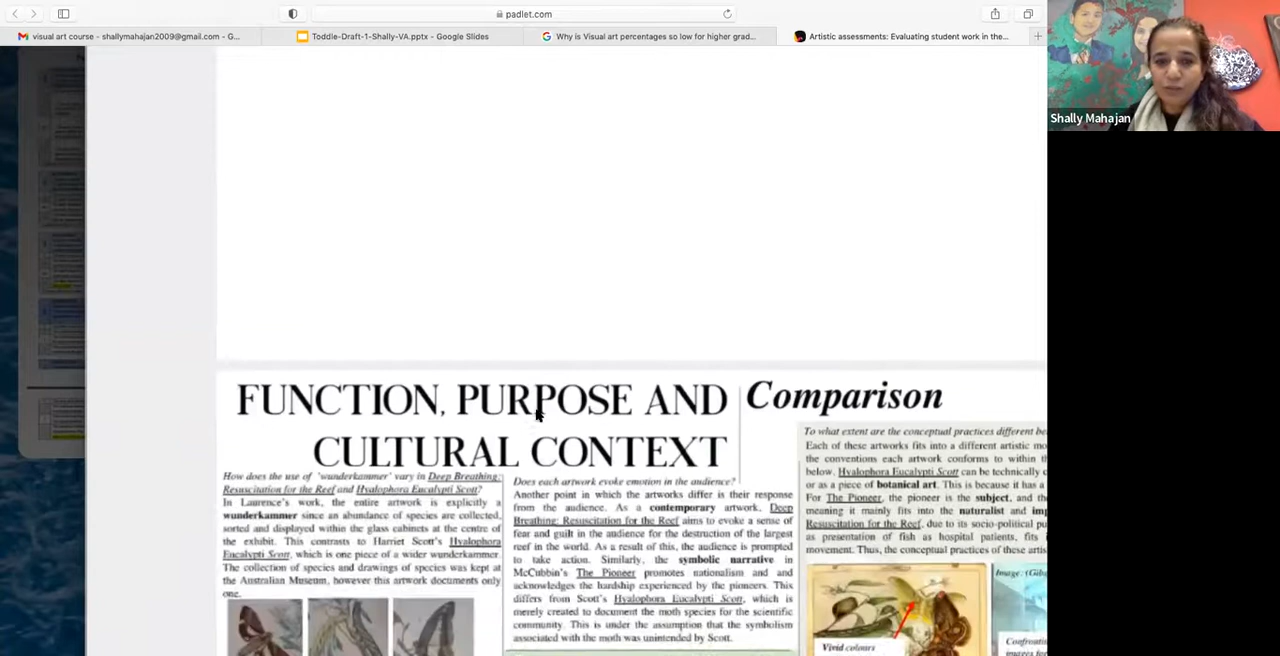 padlet.com
visual art course - shallymahajan2009@gmail.com - G...
Toddle-Draft-1-Shally-VA.pptx - Google Slides
Why is Visual art percentages so low for higher grad...
Artistic assessments: Evaluating student work in the...
Shally Mahajan
FUNCTION, PURPOSE AND
CULTURAL CONTEXT
How does the use of 'wunderkammer' vary in Deep Breathing:
Resuscitation for the Reef and Hyalophora Eucalypti Scott?
In Laurence's work, the entire artwork is explicitly a
wunderkammer since an abundance of species are collected,
sorted and displayed within the glass cabinets at the centre of
the exhibit. This contrasts to Harriet Scott's Hyalophora
Eucalypti Scott, which is one piece of a wider wunderkammer.
The collection of species and drawings of species was kept at
the Australian Museum, however this artwork documents only
one.
Does each artwork evoke emotion in the audience?
Another point in which the artworks differ is their response
from the audience. As a contemporary artwork, Deep
Breathing: Resuscitation for the Reef aims to evoke a sense of
fear and guilt in the audience for the destruction of the largest
reef in the world. As a result of this, the audience is prompted
to take action. Similarly, the symbolic narrative in
McCubbin's The Pioneer promotes nationalism and and
acknowledges the hardship experienced by the pioneers. This
differs from Scott's Hyalophora Eucalypti Scott, which is
merely created to document the moth species for the scientific
community. This is under the assumption that the symbolism
associated with the moth was unintended by Scott.
Comparison
To what extent are the conceptual practices different be
Each of these artworks fits into a different artistic mo
the conventions each artwork conforms to within th
below. Hyalophora Eucalypti Scott can be technically c
or as a piece of botanical art. This is because it has a
For The Pioneer, the pioneer is the subject, and th
meaning it mainly fits into the naturalist and imp
Resuscitation for the Reef, due to its socio-political pu
as presentation of fish as hospital patients, fits i
movement. Thus, the conceptual practices of these artis
Vivid colours
Image: (Gib
Confrontin
images for